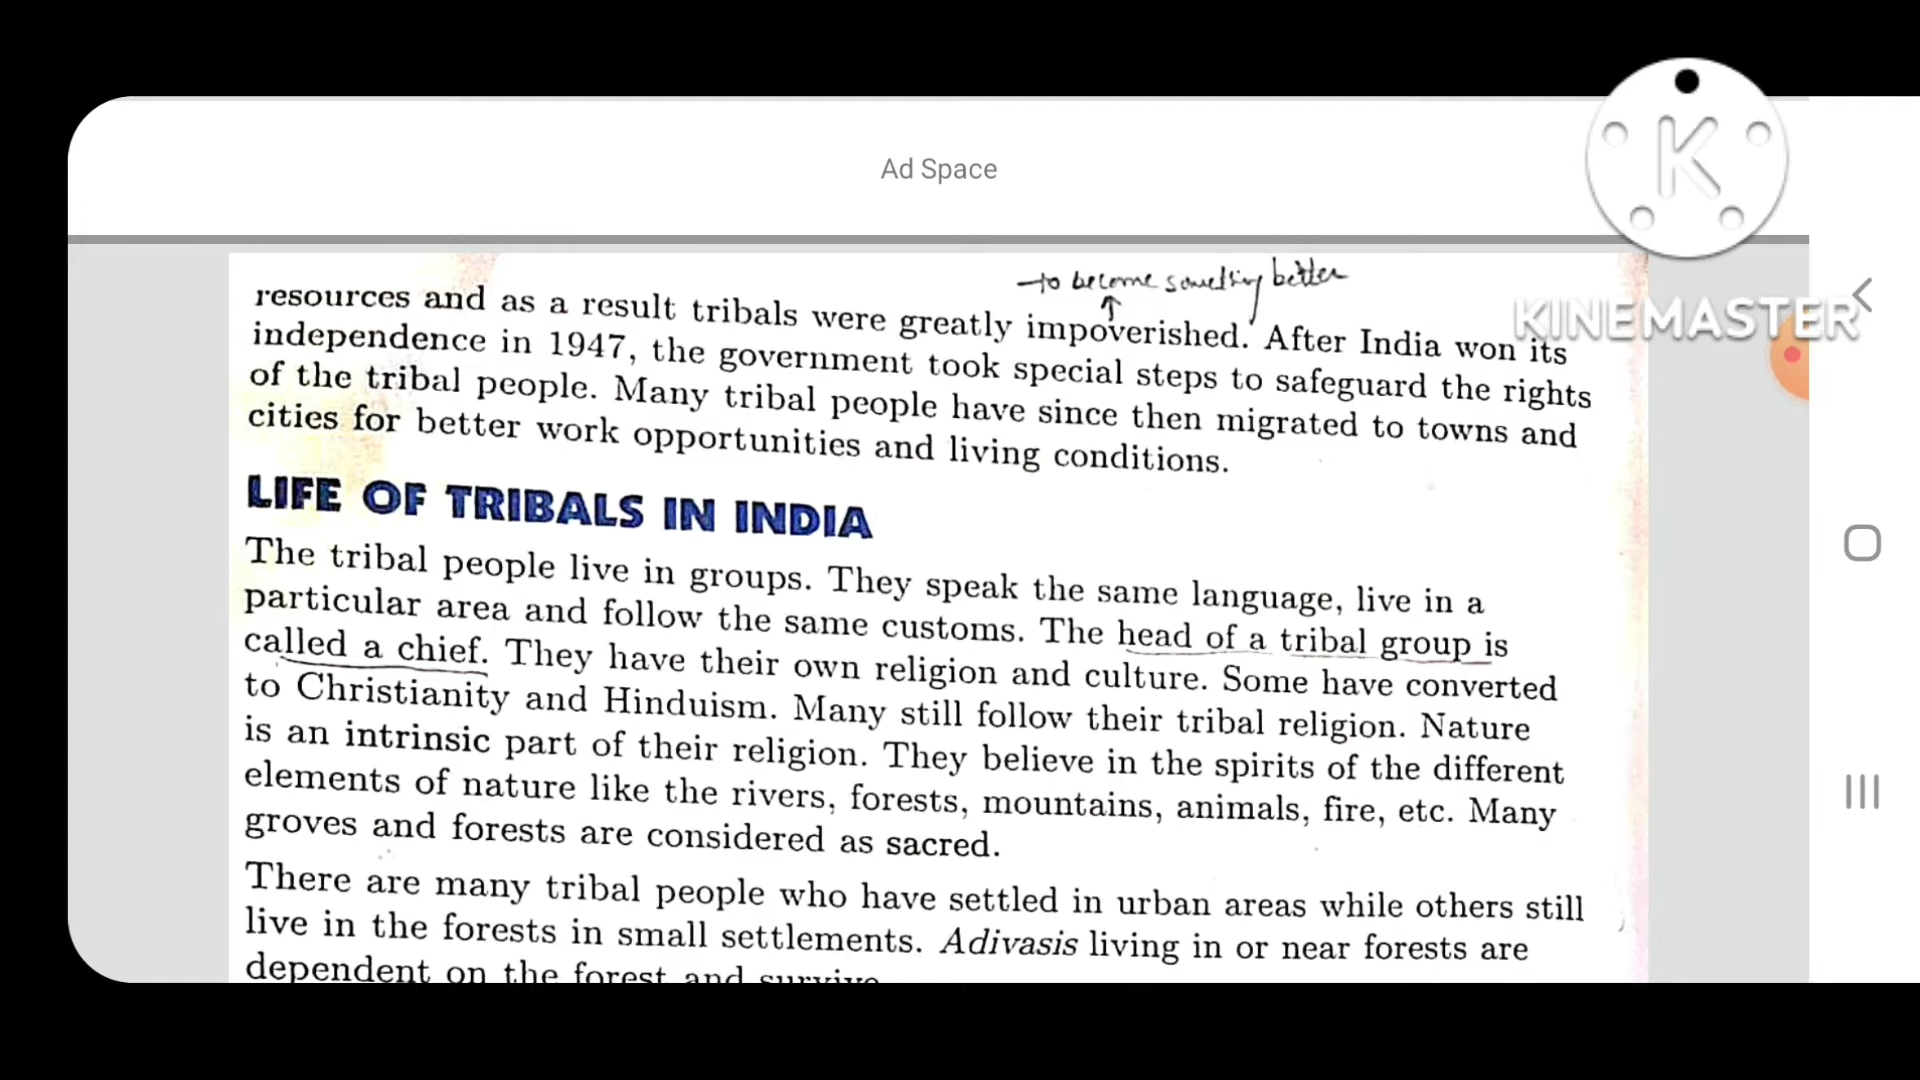 Ad Space
K
KINEMASTER
to become something better
↑
resources and as a result tribals were greatly impoverished. After India won its
independence in 1947, the government took special steps to safeguard the rights
of the tribal people. Many tribal people have since then migrated to towns and
cities for better work opportunities and living conditions.
LIFE OF TRIBALS IN INDIA
The tribal people live in groups. They speak the same language, live in a
particular area and follow the same customs. The head of a tribal group is
called a chief. They have their own religion and culture. Some have converted
to Christianity and Hinduism. Many still follow their tribal religion. Nature
is an intrinsic part of their religion. They believe in the spirits of the different
elements of nature like the rivers, forests, mountains, animals, fire, etc. Many
groves and forests are considered as sacred.
There are many tribal people who have settled in urban areas while others still
live in the forests in small settlements. Adivasis living in or near forests are
dependent on the forest and survive